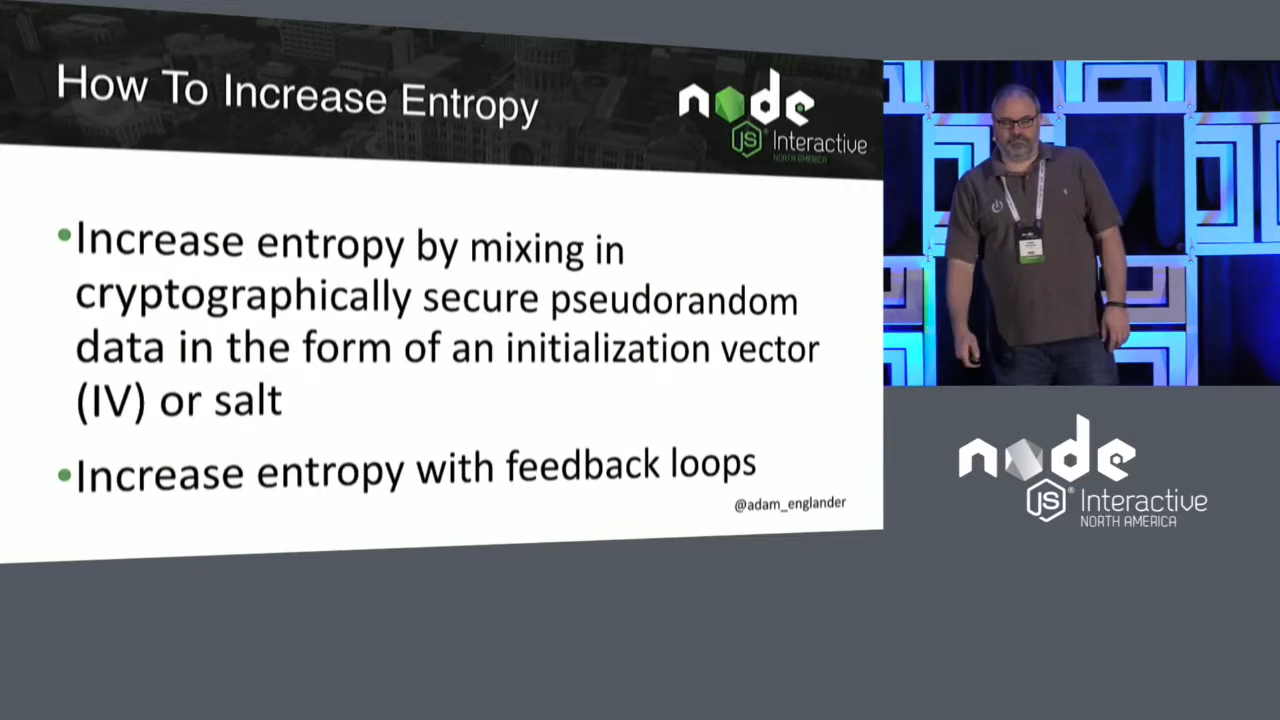 How To Increase Entropy
node
JS
®
Interactive
NORTH AMERICA
•Increase entropy by mixing in
cryptographically secure pseudorandom
data in the form of an initialization vector
(IV) or salt
•Increase entropy with feedback loops
@adam_englander
node
JS
®
Interactive
NORTH AMERICA